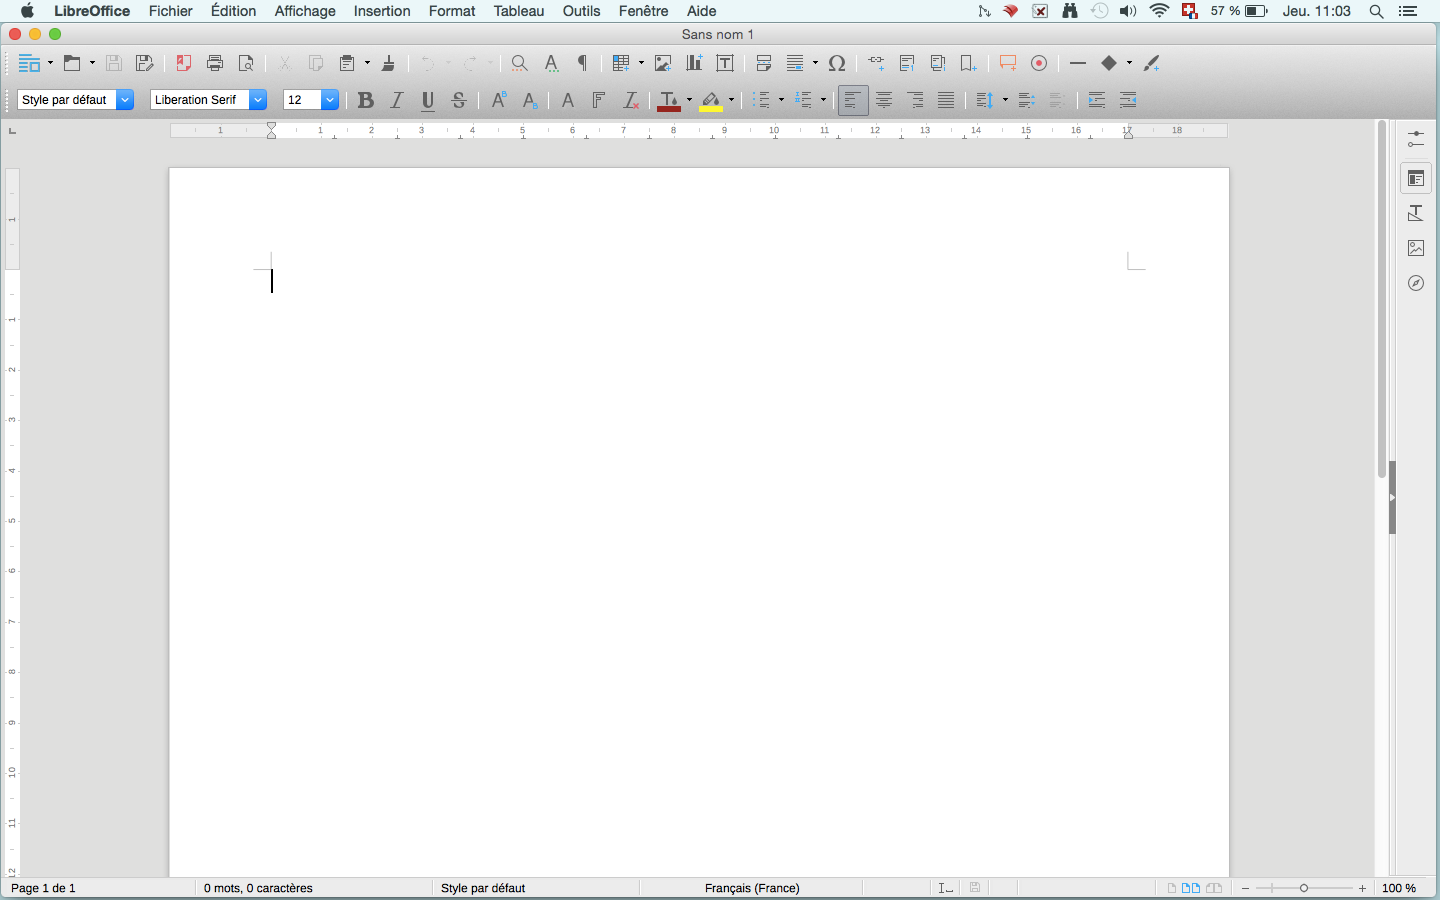 LibreOffice Fichier Édition Affichage Insertion Format Tableau Outils Fenêtre Aide 57 % Jeu. 11:03
Sans nom 1
Style par défaut Liberation Serif 12
1 1 2 3 4 5 6 7 8 9 10 11 12 13 14 15 16 17 18
1
1
2
3
4
5
6
7
8
9
10
11
12
Page 1 de 1 0 mots, 0 caractères Style par défaut Français (France) 100 %